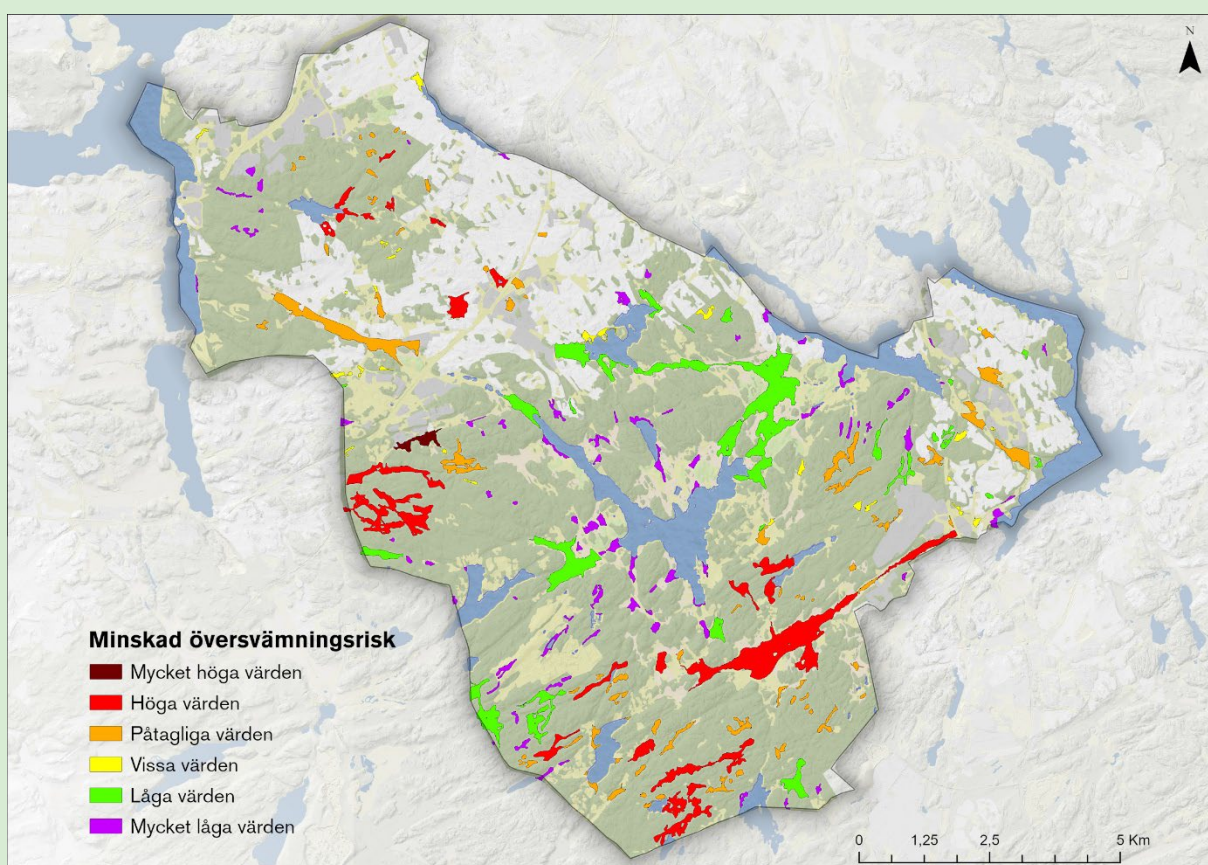 N
Minskad översvämningsrisk
Mycket höga värden
Höga värden
Påtagliga värden
Vissa värden
Låga värden
Mycket låga värden
0 1,25 2,5 5 Km